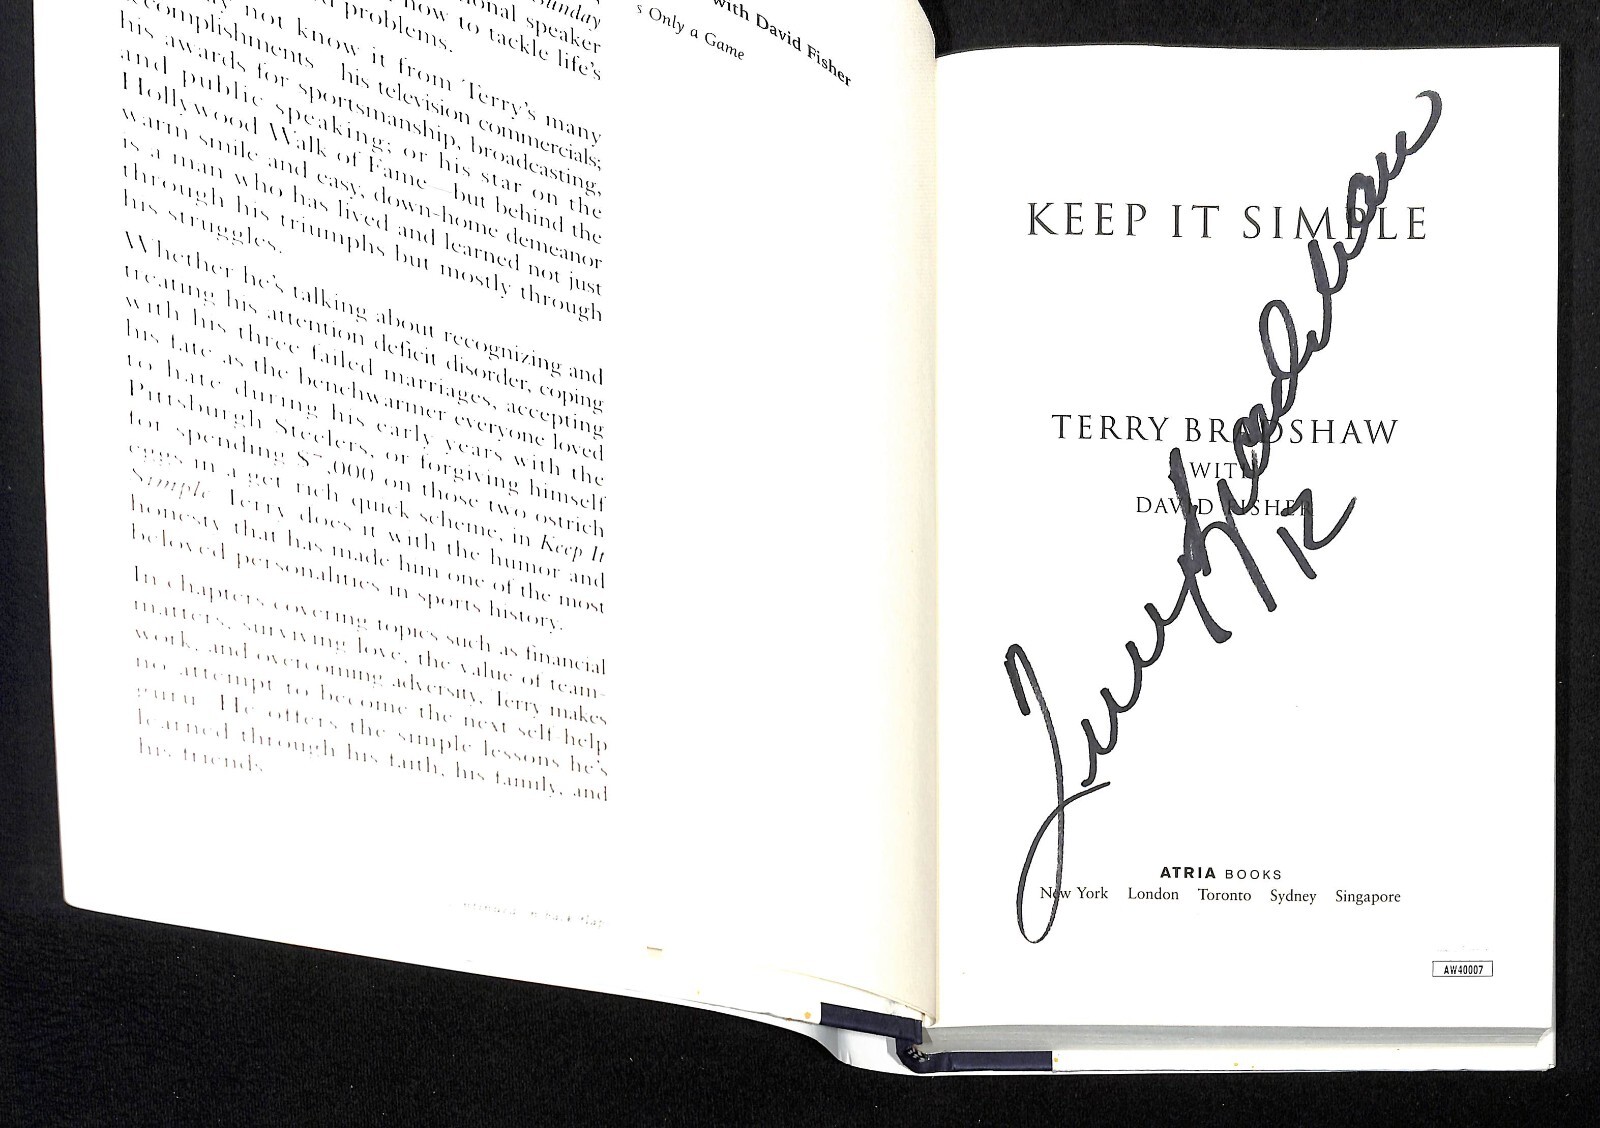 Sunday
speaker
how to tackle life's
problems.
not know it from Terry's many
accomplishments his television commercials;
his awards for sportsmanship, broadcasting,
and public speaking; or his star on the
Hollywood Walk of Fame—but behind the
warm smile and easy, down-home demeanor
is a man who has lived and learned not just
through his triumphs but mostly through
his struggles.
Whether he's talking about recognizing and
treating his attention deficit disorder, coping
with his three failed marriages, accepting
his fate as the benchwarmer everyone loved
to hate during his early years with the
Pittsburgh Steelers, or forgiving himself
for spending $7,000 on those two ostrich
eggs in a get rich quick scheme, in Keep It
Simple Terry does it with the humor and
honesty that has made him one of the most
beloved personalities in sports history.
In chapters covering topics such as financial
matters, surviving love, the value of team-
work, and overcoming adversity, Terry makes
no attempt to become the next self-help
guru. He offers the simple lessons he's
learned through his faith, his family, and
his friends.
with David Fisher
s Only a Game
KEEP IT SIMPLE
TERRY BRADSHAW
WITH
DAVID FISHER
Terry Bradshaw
12
ATRIA BOOKS
New York London Toronto Sydney Singapore
AW40007